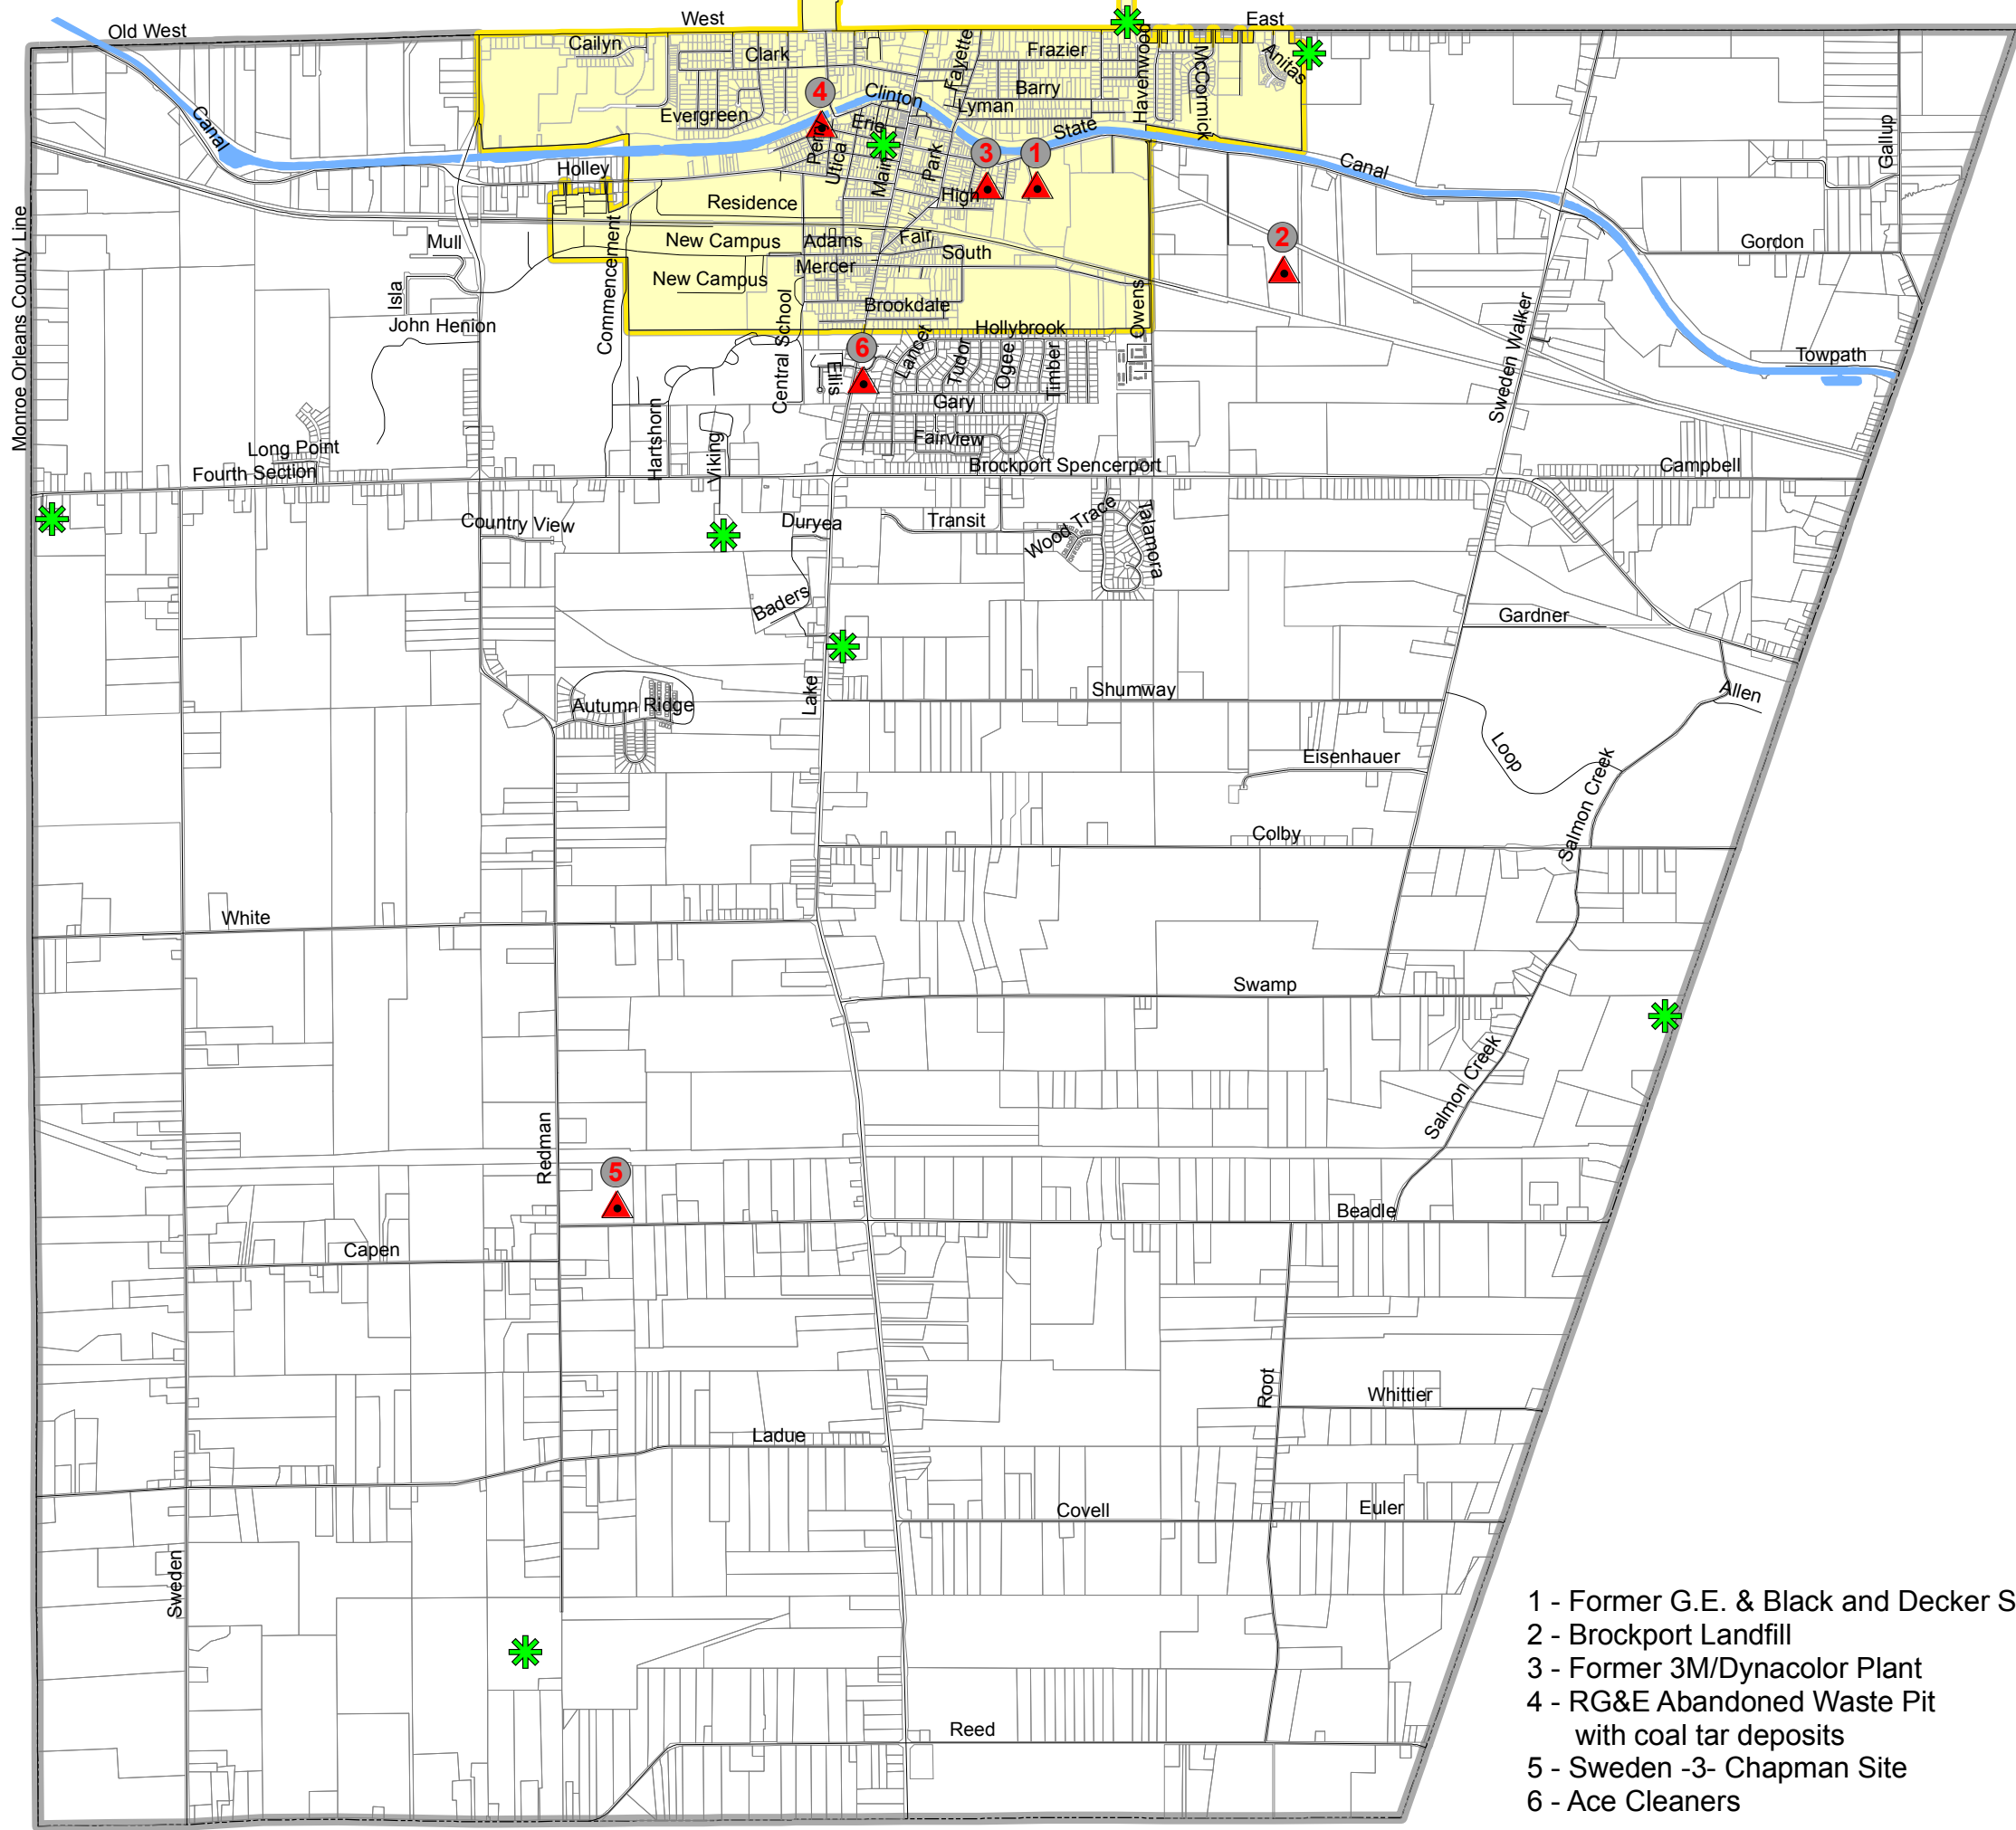 Old West
West
East
Cailyn
Clark
Frazier
Fayette
Havenwood
McCormick
Anitas
4
Clinton
Barry
Lyman
Evergreen
Erie
State
Canal
Perry
Utica
Main
Park
3
1
Canal
Gallup
Holley
High
Residence
2
Monroe Orleans County Line
Mull
New Campus
Adams
Fair
South
Gordon
Commencement
New Campus
Mercer
Isla
John Henion
Central School
Brookdale
Owens
Hollybrook
6
Ellis
Lancet
Tudor
Ogee
Timber
Sweden Walker
Towpath
Gary
Hartshorn
Viking
Fairview
Long Point
Fourth Section
Brockport Spencerport
Campbell
Country View
Duryea
Transit
Wood Trace
Talamora
Baders
Gardner
Lake
Shumway
Allen
Autumn Ridge
Loop
Eisenhauer
Salmon Creek
Colby
White
Swamp
Salmon Creek
Redman
5
Beadle
Capen
Root
Whittier
Ladue
Covell
Euler
Sweden
Reed
1 - Former G.E. & Black and Decker S
2 - Brockport Landfill
3 - Former 3M/Dynacolor Plant
4 - RG&E Abandoned Waste Pit
with coal tar deposits
5 - Sweden -3- Chapman Site
6 - Ace Cleaners